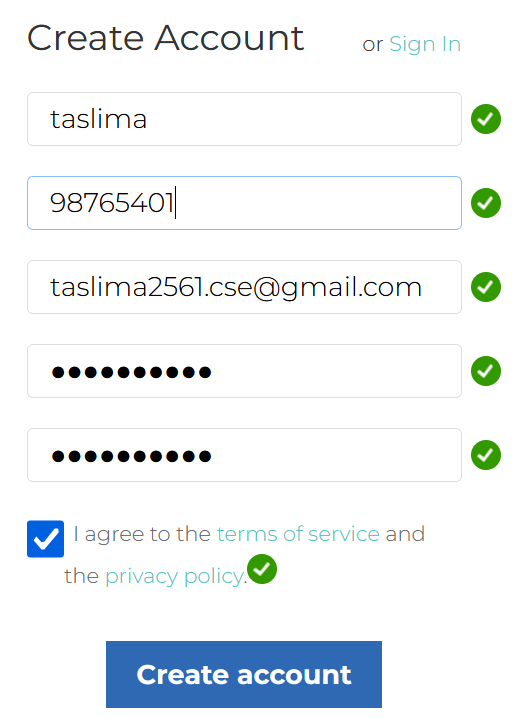 Create Account or Sign In
taslima
98765401
taslima2561.cse@gmail.com
●●●●●●●●●●
●●●●●●●●●●
I agree to the terms of service and
the privacy policy.
Create account